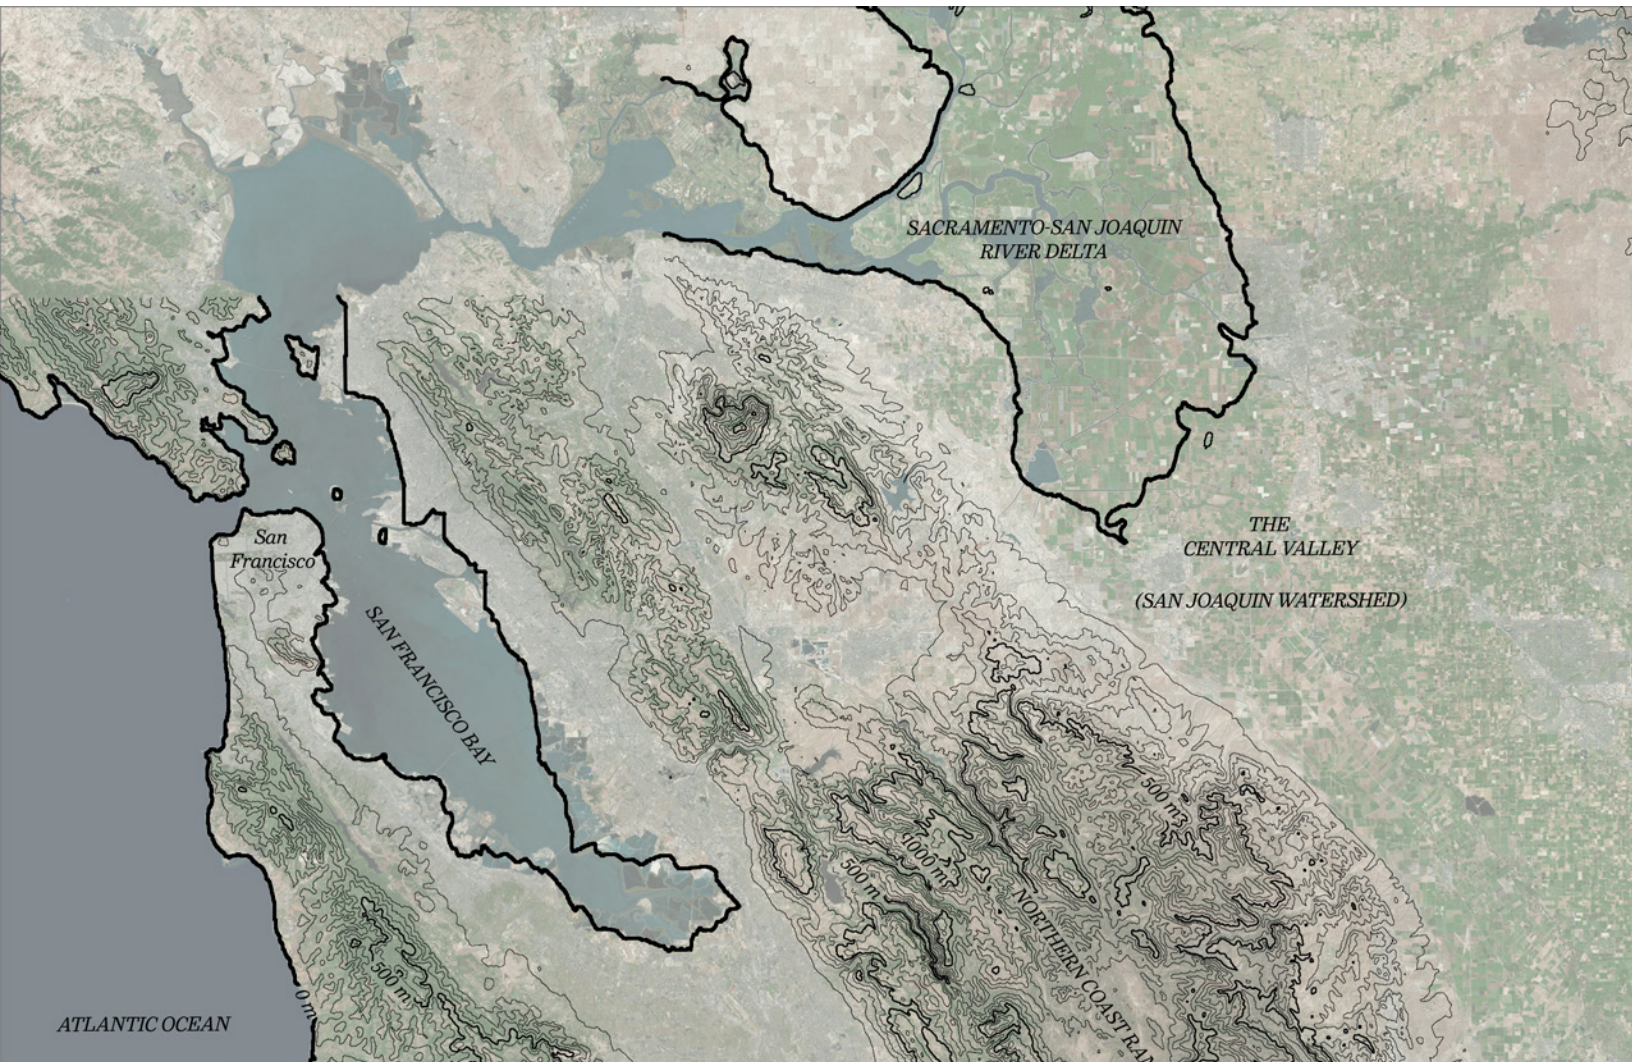 SACRAMENTO-SAN JOAQUIN
RIVER DELTA
San
Francisco
THE
CENTRAL VALLEY
(SAN JOAQUIN WATERSHED)
SAN FRANCISCO BAY
500 m
1000 m
500 m
NORTHERN COAST RAN
500 m
0 m
ATLANTIC OCEAN